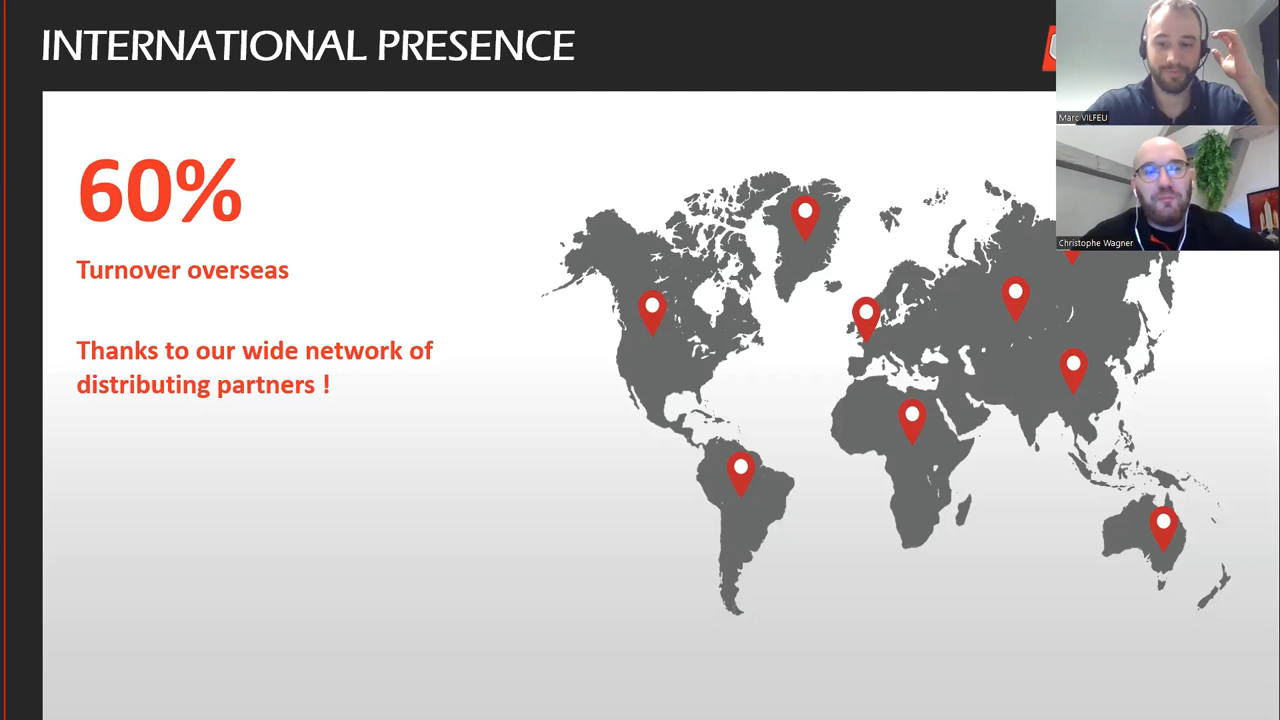 INTERNATIONAL PRESENCE
60%
Turnover overseas
Thanks to our wide network of
distributing partners !
Marc VILFEU
Christophe Wagner